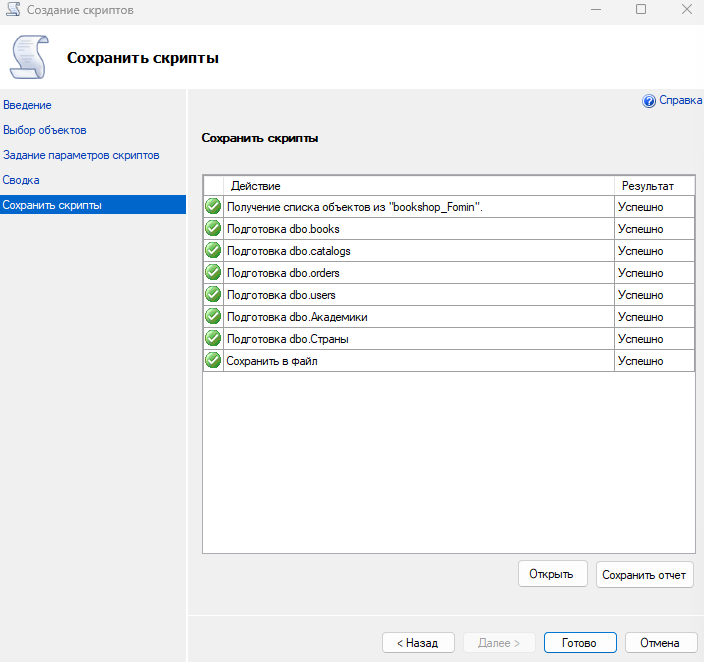 Создание скриптов
Сохранить скрипты
Справка
Введение
Выбор объектов
Задание параметров скриптов
Сводка
Сохранить скрипты
Сохранить скрипты
Действие Результат
Получение списка объектов из "bookshop_Fomin". Успешно
Подготовка dbo.books Успешно
Подготовка dbo.catalogs Успешно
Подготовка dbo.orders Успешно
Подготовка dbo.users Успешно
Подготовка dbo.Академики Успешно
Подготовка dbo.Страны Успешно
Сохранить в файл Успешно
Открыть Сохранить отчет
< Назад Далее > Готово Отмена